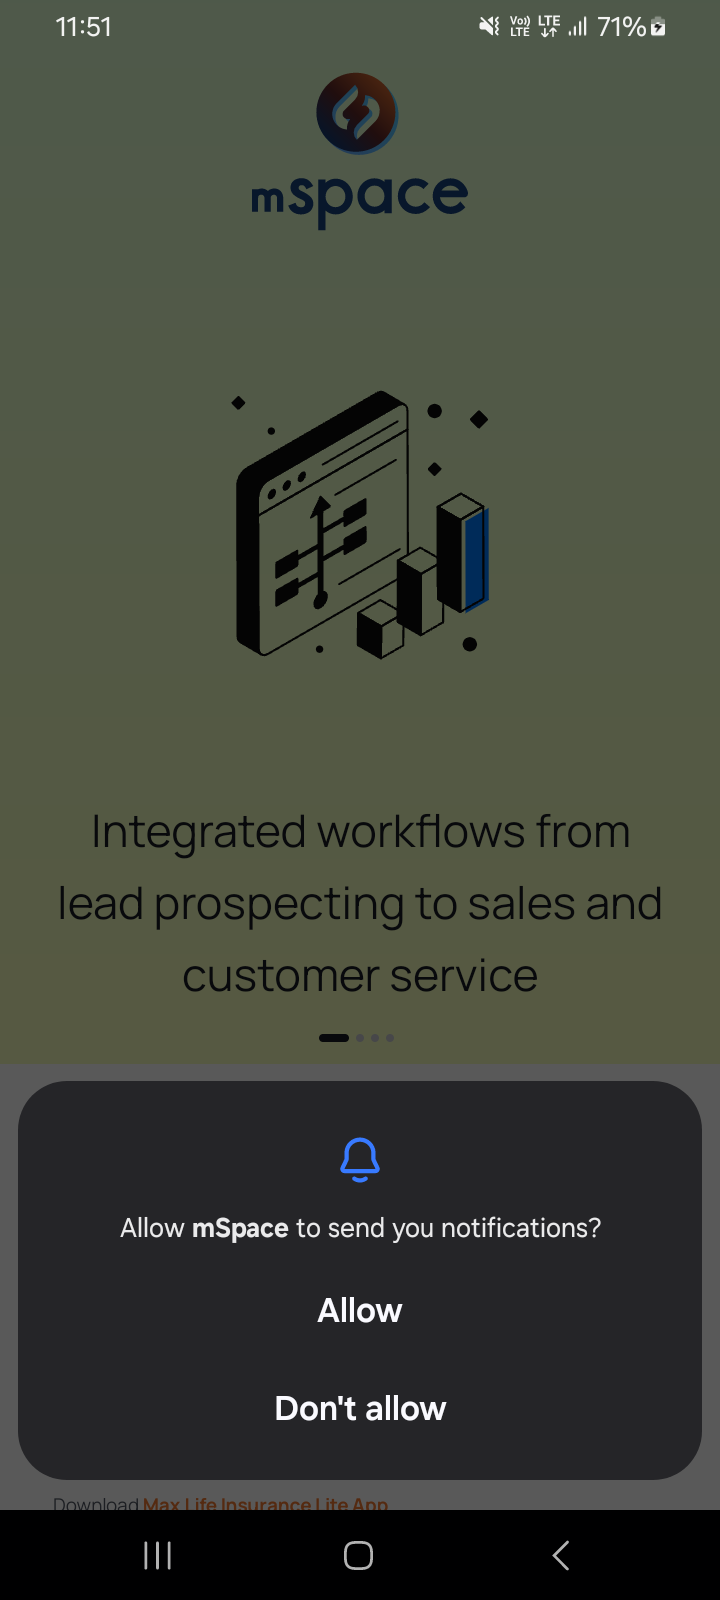 11:51
Vo)) LTE LTE 71%
mspace
Integrated workflows from
lead prospecting to sales and
customer service
Allow mSpace to send you notifications?
Allow
Don't allow
Download Max Life Insurance Lite App